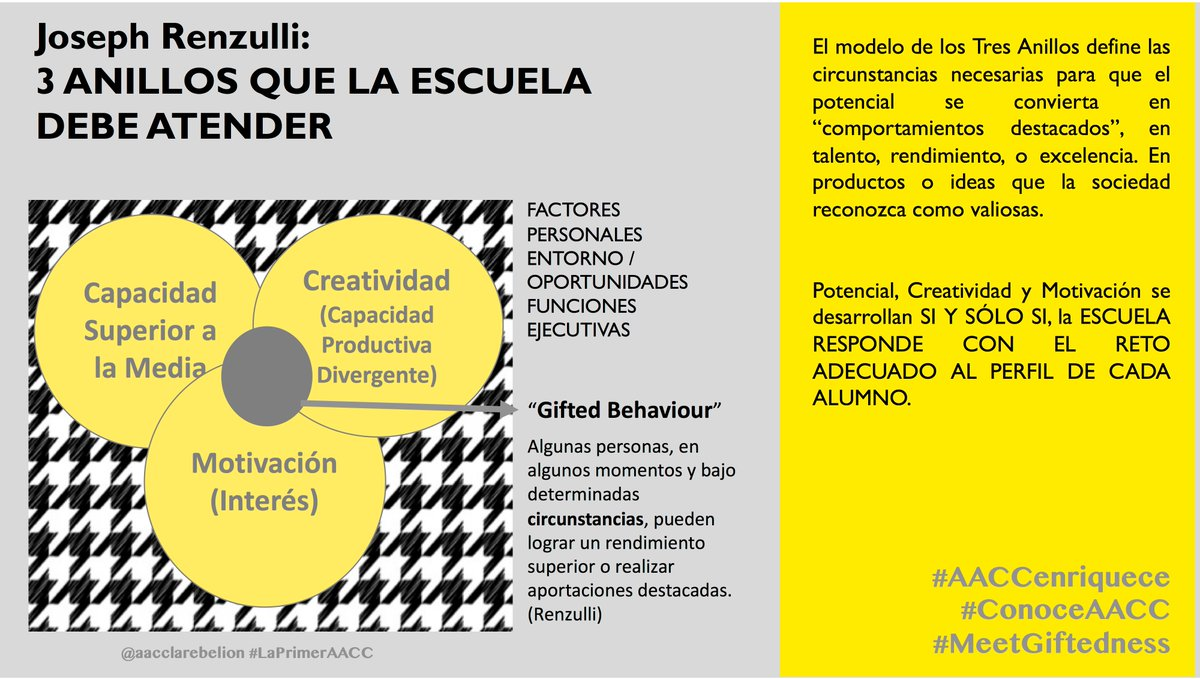 Joseph Renzulli:
3 ANILLOS QUE LA ESCUELA
DEBE ATENDER
Capacidad
Superior a
la Media
Creatividad
(Capacidad
Productiva
Divergente)
Motivación
(Interés)
FACTORES
PERSONALES
ENTORNO /
OPORTUNIDADES
FUNCIONES
EJECUTIVAS
“Gifted Behaviour”
Algunas personas, en
algunos momentos y bajo
determinadas
circunstancias, pueden
lograr un rendimiento
superior o realizar
aportaciones destacadas.
(Renzulli)
@aacclarebelion #LaPrimerAACC
El modelo de los Tres Anillos define las
circunstancias necesarias para que el
potencial se convierta en
“comportamientos destacados”, en
talento, rendimiento, o excelencia. En
productos o ideas que la sociedad
reconozca como valiosas.
Potencial, Creatividad y Motivación se
desarrollan SI Y SÓLO SI, la ESCUELA
RESPONDE CON EL RETO
ADECUADO AL PERFIL DE CADA
ALUMNO.
#AACCenriquece
#ConoceAACC
#MeetGiftedness